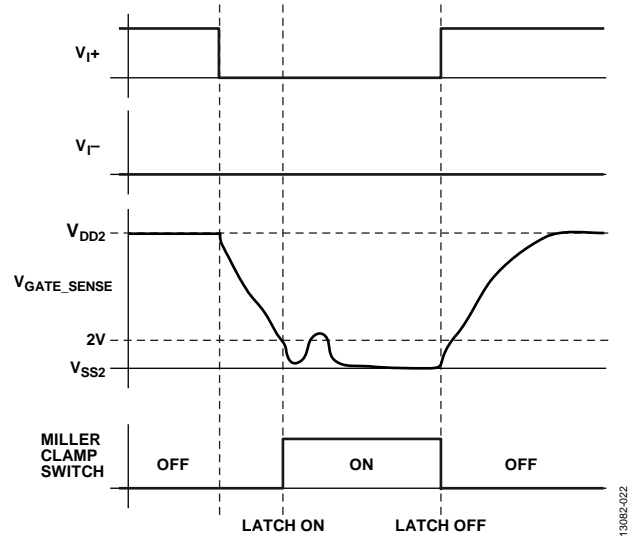 VI+
VI–
VDD2
VGATE_SENSE
2V
VSS2
MILLER
CLAMP
SWITCH
OFF
ON
OFF
LATCH ON
LATCH OFF
13082-022